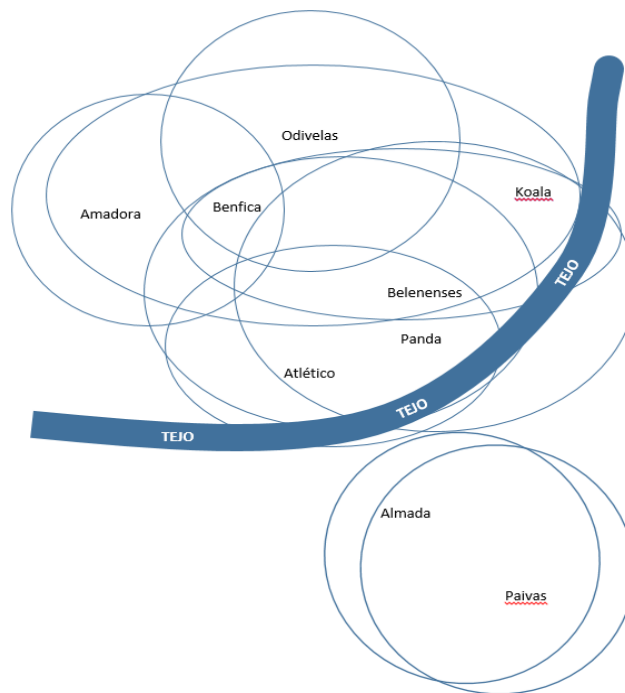 Odivelas
Koala
Benfica
Amadora
TEJO
Belenenses
Panda
Atlético
TEJO
TEJO
Almada
Paivas